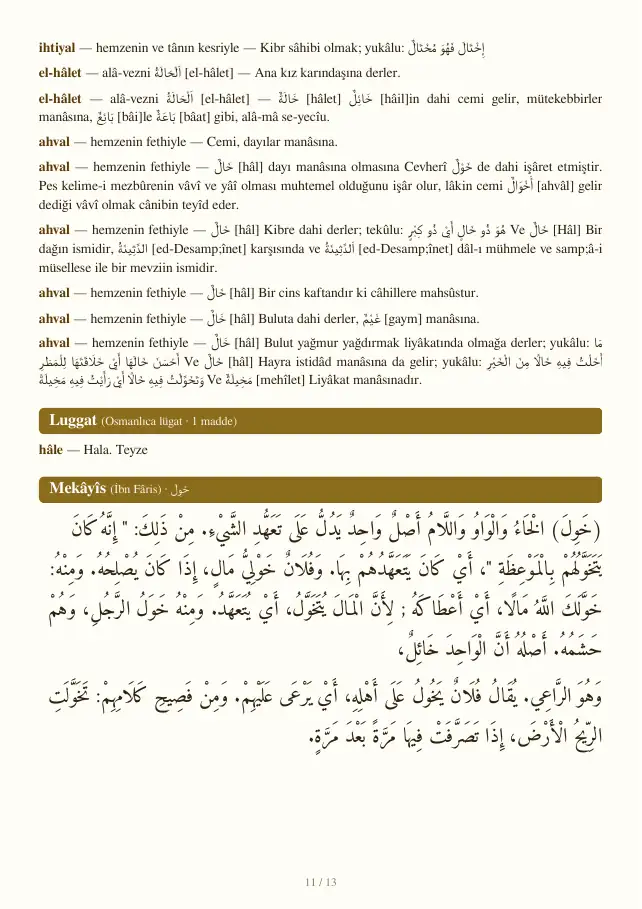 ihtiyal — hemzenin ve tânın kesriyle — Kibr sâhibi olmak; yukâlu: إِخْتَالَ فَهُوَ مُخْتَالٌ
el-hâlet — alâ-vezni اَلْحَالَةُ [el-hâlet] — Ana kız karındaşına derler.
el-hâlet — alâ-vezni اَلْحَالَةُ [el-hâlet] — خَالَةٌ [hâlet] خَائِلٌ [hâil]in dahi cemi gelir, mütekebbirler
manâsına, بَائِعٌ [bâi]le بَاعَةٌ [bâat] gibi, alâ-mâ se-yecîu.
ahval — hemzenin fethiyle — Cemi, dayılar manâsına.
ahval — hemzenin fethiyle — خَالٌ [hâl] dayı manâsına olmasına Cevherî خَوْلٌ de dahi işâret etmiştir.
Pes kelime-i mezbûrenin vâvî ve yâî olması muhtemel olduğunu işâr olur, lâkin cemi أَخْوَالٌ [ahvâl] gelir
dediği vâvî olmak cânibin teyîd eder.
ahval — hemzenin fethiyle — خَالٌ [hâl] Kibre dahi derler; tekûlu: هُوَ ذُو خَالٍ أَيْ ذُو كِبْرٍ Ve خَالٌ [Hâl] Bir
dağın ismidir, الدَّثِينَةُ [ed-Desamp;înet] karşısında ve اَلدَّثِينَةُ [ed-Desamp;înet] dâl-ı mühmele ve samp;â-i
müsellese ile bir mevziin ismidir.
ahval — hemzenin fethiyle — خَالٌ [hâl] Bir cins kaftandır ki câhillere mahsûstur.
ahval — hemzenin fethiyle — خَالٌ [hâl] Buluta dahi derler, غَيْمٌ [gaym] manâsına.
ahval — hemzenin fethiyle — خَالٌ [hâl] Bulut yağmur yağdırmak liyâkatında olmağa derler; yukâlu: مَا
أَحْسَنَ خَالَهَا أَيْ خَلَاقَتَهَا لِلْمَطَرِ Ve خَالٌ [hâl] Hayra istidâd manâsına da gelir; yukâlu: أَخَلْتُ فِيهِ خَالًا مِنَ الْخَيْرِ
وَتَخَوَّلْتُ فِيهِ خَالًا أَيْ رَأَيْتُ فِيهِ مَخِيلَةً Ve مَخِيلَةٌ [mehîlet] Liyâkat manâsınadır.
Luggat (Osmanlıca lügat · 1 madde)
hâle — Hala. Teyze
Mekâyîs (İbn Fâris) · خول
(خَوِلَ) الْخَاءُ وَالْوَاوُ وَاللَّامُ أَصْلٌ وَاحِدٌ يَدُلُّ عَلَى تَعَهُّدِ الشَّيْءِ. مِنْ ذَلِكَ: " إِنَّهُ كَانَ
يَتَخَوَّلُهُمْ بِالْمَوْعِظَةِ "، أَيْ كَانَ يَتَعَهَّدُهُمْ بِهَا. وَفُلَانٌ خَوْلِيُّ مَالٍ، إِذَا كَانَ يُصْلِحُهُ. وَمِنْهُ:
خَوَّلَكَ اللَّهُ مَالًا، أَيْ أَعْطَاكَهُ ; لِأَنَّ الْمَالَ يُتَخَوَّلُ، أَيْ يُتَعَهَّدُ. وَمِنْهُ خَوَلُ الرَّجُلِ، وَهُمْ
حَشَمُهُ. أَصْلُهُ أَنَّ الْوَاحِدَ خَائِلٌ،
وَهُوَ الرَّاعِي. يُقَالُ فُلَانٌ يَخُولُ عَلَى أَهْلِهِ، أَيْ يَرْعَى عَلَيْهِمْ. وَمِنْ فَصِيحِ كَلَامِهِمْ: تَخَوَّلَتِ
الرِّيحُ الْأَرْضَ، إِذَا تَصَرَّفَتْ فِيهَا مَرَّةً بَعْدَ مَرَّةٍ.
11 / 13